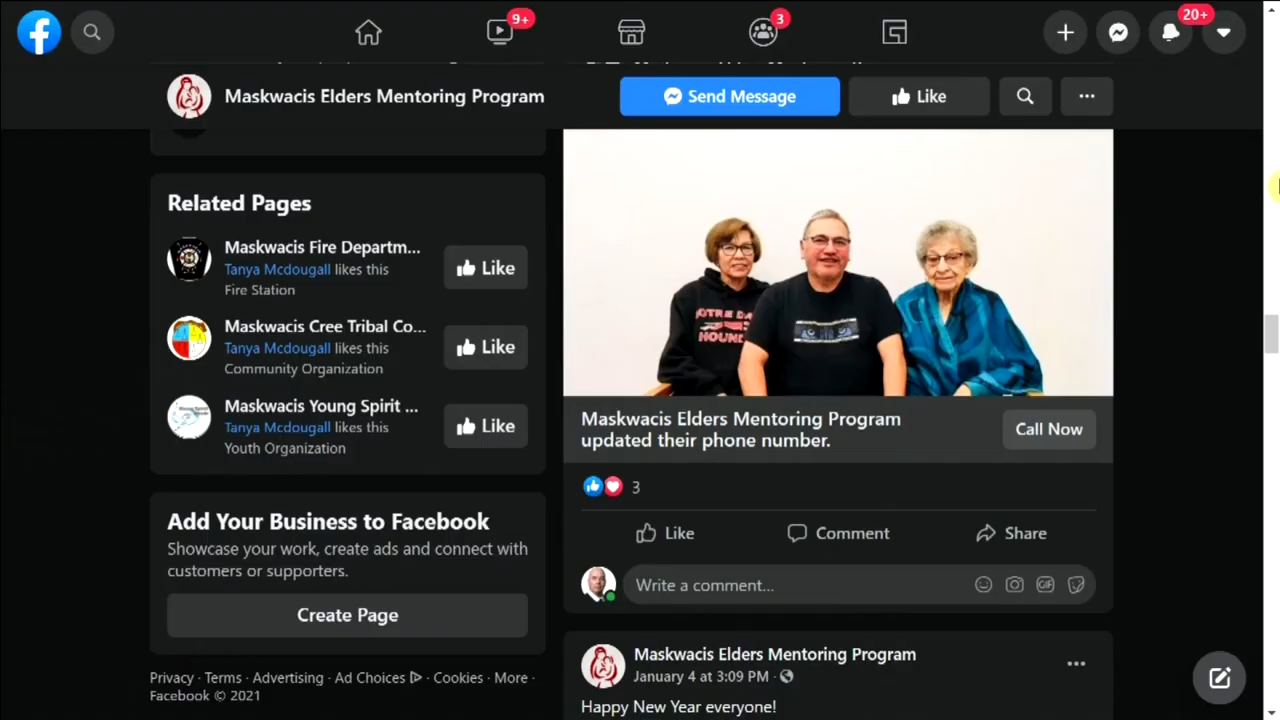 9+
3
20+
Maskwacis Elders Mentoring Program
Send Message
Like
Related Pages
Maskwacis Fire Departm...
Tanya Mcdougall likes this
Fire Station
Like
Maskwacis Cree Tribal Co...
Tanya Mcdougall likes this
Community Organization
Like
Maskwacis Young Spirit ...
Tanya Mcdougall likes this
Youth Organization
Like
Add Your Business to Facebook
Showcase your work, create ads and connect with
customers or supporters.
Create Page
Privacy · Terms · Advertising · Ad Choices · Cookies · More ·
Facebook © 2021
HOUND
Maskwacis Elders Mentoring Program
updated their phone number.
Call Now
3
Like
Comment
Share
Write a comment...
GIF
Maskwacis Elders Mentoring Program
January 4 at 3:09 PM ·
Happy New Year everyone!